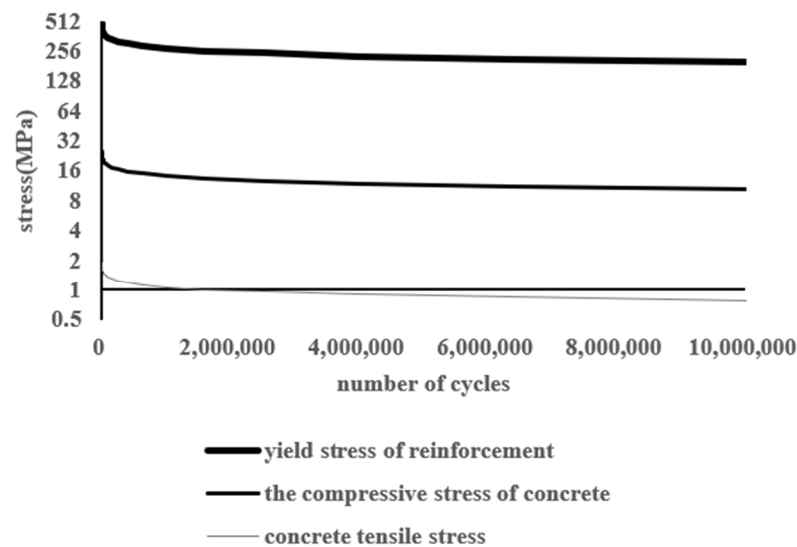 512
256
128
64
32
16
8
4
2
1
0.5
stress(MPa)
0 2,000,000 4,000,000 6,000,000 8,000,000 10,000,000
number of cycles
yield stress of reinforcement
the compressive stress of concrete
concrete tensile stress